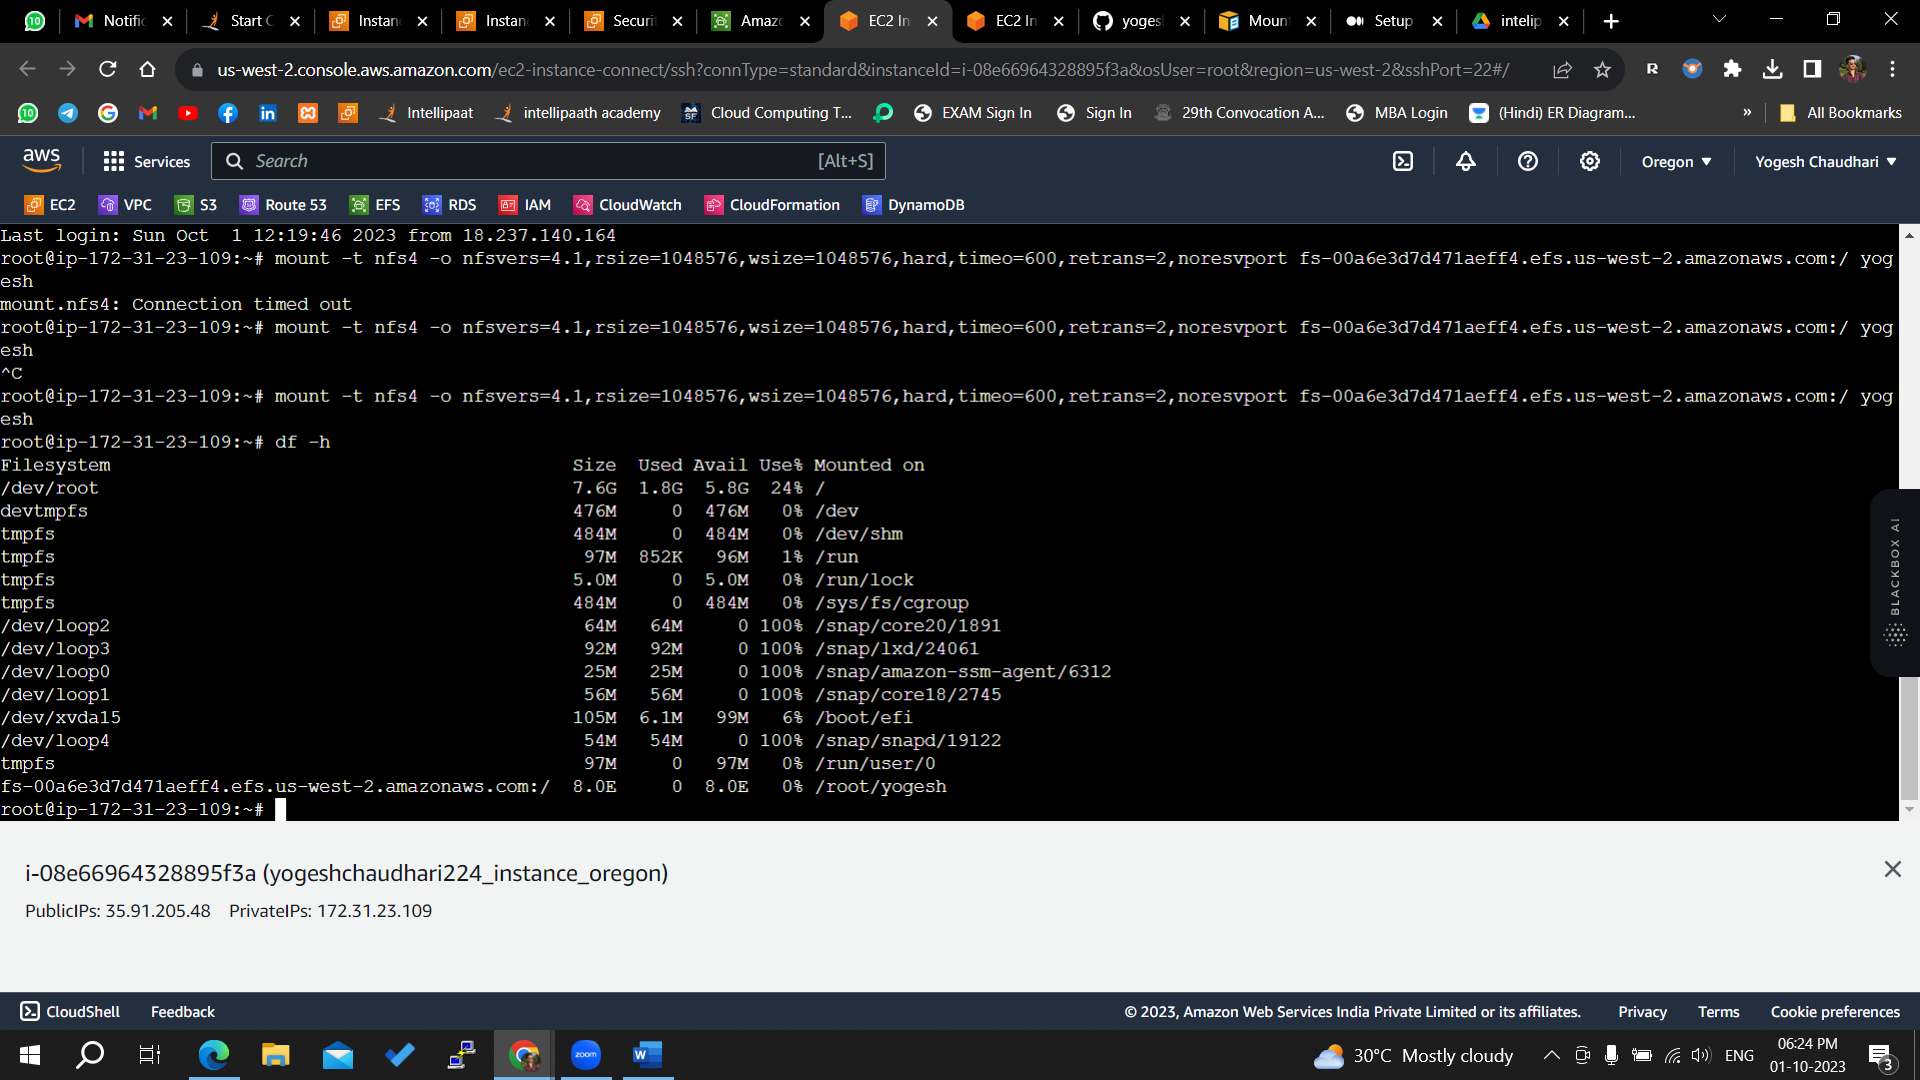 Notific
Start C
Instanc
Instanc
Securit
Amazo
EC2 In
EC2 In
yogesh
Mount
Setup
intelip
us-west-2.console.aws.amazon.com/ec2-instance-connect/ssh?connType=standard&instanceId=i-08e66964328895f3a&osUser=root&region=us-west-2&sshPort=22#/
Intellipaat
intellipaath academy
Cloud Computing T...
EXAM Sign In
Sign In
29th Convocation A...
MBA Login
(Hindi) ER Diagram...
»
All Bookmarks
aws
Services
Search
[Alt+S]
Oregon
Yogesh Chaudhari
EC2
VPC
S3
Route 53
EFS
RDS
IAM
CloudWatch
CloudFormation
DynamoDB
Last login: Sun Oct  1 12:19:46 2023 from 18.237.140.164
root@ip-172-31-23-109:~# mount -t nfs4 -o nfsvers=4.1,rsize=1048576,wsize=1048576,hard,timeo=600,retrans=2,noresvport fs-00a6e3d7d471aeff4.efs.us-west-2.amazonaws.com:/ yog
esh
mount.nfs4: Connection timed out
root@ip-172-31-23-109:~# mount -t nfs4 -o nfsvers=4.1,rsize=1048576,wsize=1048576,hard,timeo=600,retrans=2,noresvport fs-00a6e3d7d471aeff4.efs.us-west-2.amazonaws.com:/ yog
esh
^C
root@ip-172-31-23-109:~# mount -t nfs4 -o nfsvers=4.1,rsize=1048576,wsize=1048576,hard,timeo=600,retrans=2,noresvport fs-00a6e3d7d471aeff4.efs.us-west-2.amazonaws.com:/ yog
esh
root@ip-172-31-23-109:~# df -h
Filesystem Size Used Avail Use% Mounted on
/dev/root 7.6G 1.8G 5.8G 24% /
devtmpfs 476M 0 476M 0% /dev
tmpfs 484M 0 484M 0% /dev/shm
tmpfs 97M 852K 96M 1% /run
tmpfs 5.0M 0 5.0M 0% /run/lock
tmpfs 484M 0 484M 0% /sys/fs/cgroup
/dev/loop2 64M 64M 0 100% /snap/core20/1891
/dev/loop3 92M 92M 0 100% /snap/lxd/24061
/dev/loop0 25M 25M 0 100% /snap/amazon-ssm-agent/6312
/dev/loop1 56M 56M 0 100% /snap/core18/2745
/dev/xvda15 105M 6.1M 99M 6% /boot/efi
/dev/loop4 54M 54M 0 100% /snap/snapd/19122
tmpfs 97M 0 97M 0% /run/user/0
fs-00a6e3d7d471aeff4.efs.us-west-2.amazonaws.com:/ 8.0E 0 8.0E 0% /root/yogesh
root@ip-172-31-23-109:~#
BLACKBOX AI
i-08e66964328895f3a (yogeshchaudhari224_instance_oregon)
PublicIPs: 35.91.205.48 PrivateIPs: 172.31.23.109
CloudShell
Feedback
© 2023, Amazon Web Services India Private Limited or its affiliates.
Privacy
Terms
Cookie preferences
zoom
30°C Mostly cloudy
ENG
06:24 PM
01-10-2023
3